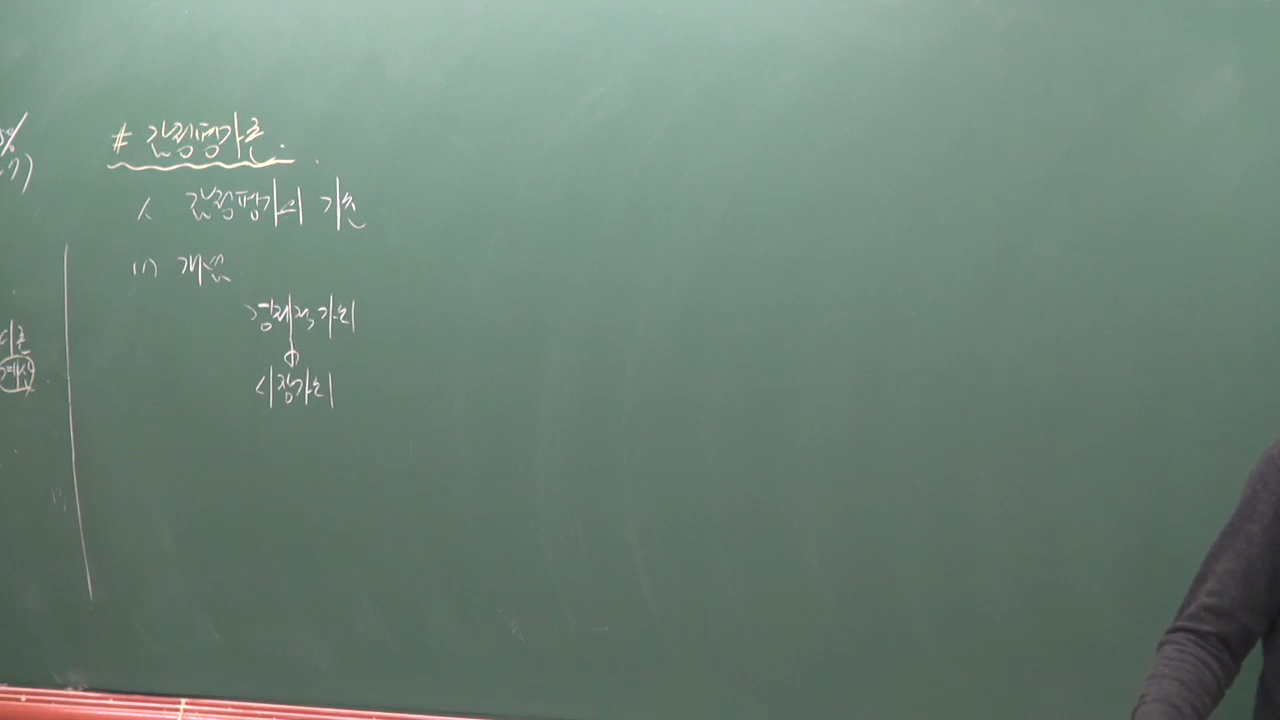 # 감정평가론.
1. 감정평가의 기초
(1) 개념
경제적 가치
시장가치